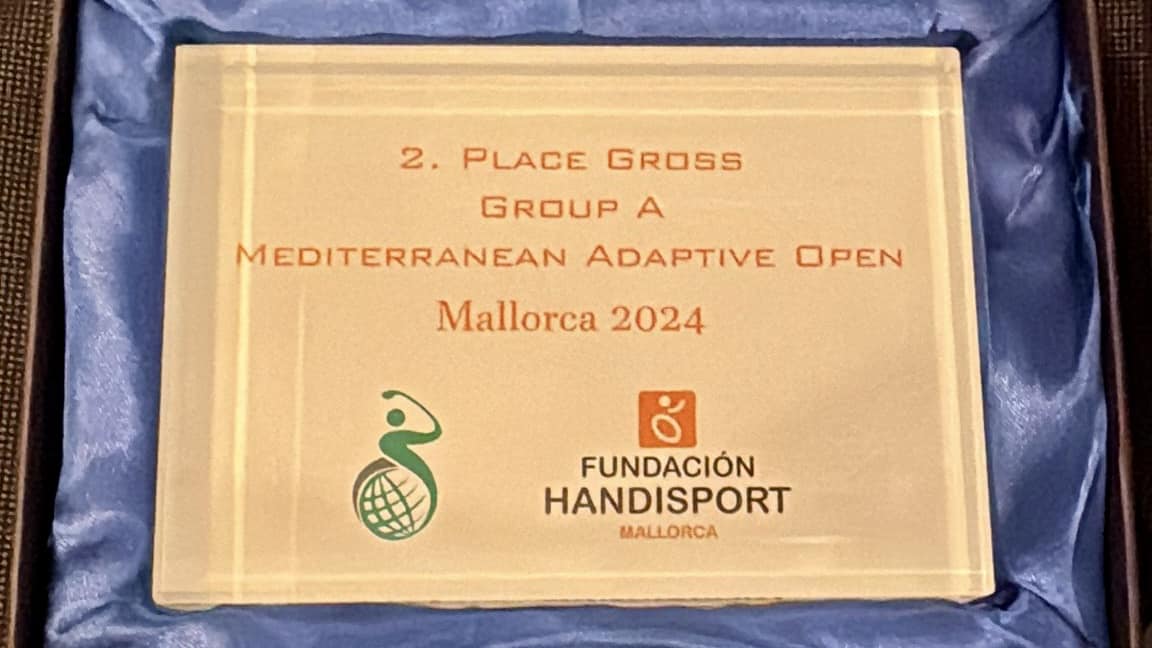 2. PLACE GROSS
GROUP A
MEDITERRANEAN ADAPTIVE OPEN
Mallorca 2024
FUNDACIÓN
HANDISPORT
MALLORCA